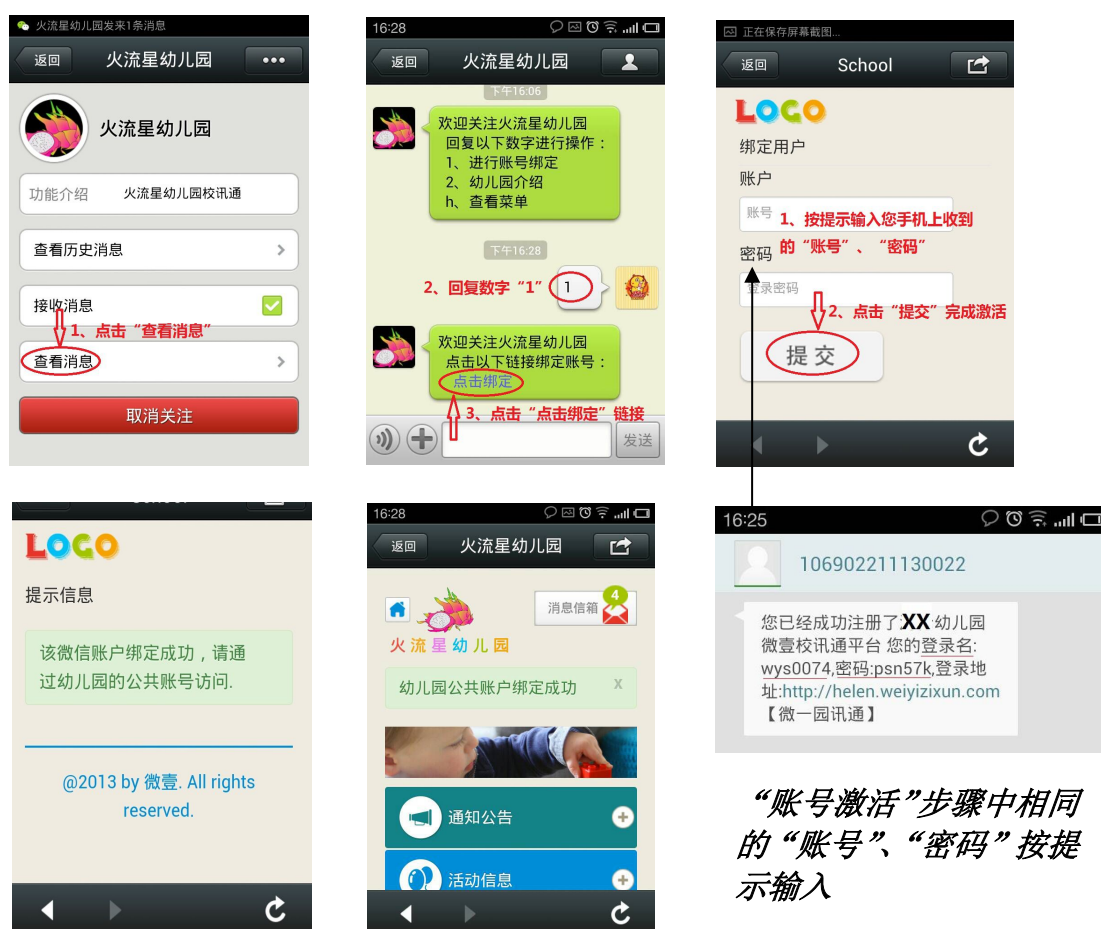 火流星幼儿园发来1条消息
返回 火流星幼儿园
火流星幼儿园
功能介绍 火流星幼儿园校讯通
查看历史消息
接收消息
1、点击“查看消息”
查看消息
取消关注
16:28
返回 火流星幼儿园
下午16:06
欢迎关注火流星幼儿园
回复以下数字进行操作：
1、进行账号绑定
2、幼儿园介绍
h、查看菜单
下午16:28
2、回复数字“1” 1
欢迎关注火流星幼儿园
点击以下链接绑定账号：
点击绑定
3、点击“点击绑定”链接
发送
正在保存屏幕截图...
返回 School
LOGO
绑定用户
账户
账号 1、按提示输入您手机上收到
密码 的“账号”、“密码”
登录密码
2、点击“提交”完成激活
提 交
LOGO
提示信息
该微信账户绑定成功，请通
过幼儿园的公共账号访问.
@2013 by 微壹. All rights
reserved.
16:28
返回 火流星幼儿园
消息信箱 4
火流星幼儿园
幼儿园公共账户绑定成功 X
通知公告
活动信息
16:25
106902211130022
您已经成功注册了XX幼儿园
微壹校讯通平台 您的登录名:
wys0074,密码:psn57k,登录地
址:http://helen.weiyizixun.com
【微一园讯通】
“账号激活”步骤中相同
的“账号”、“密码”按提
示输入